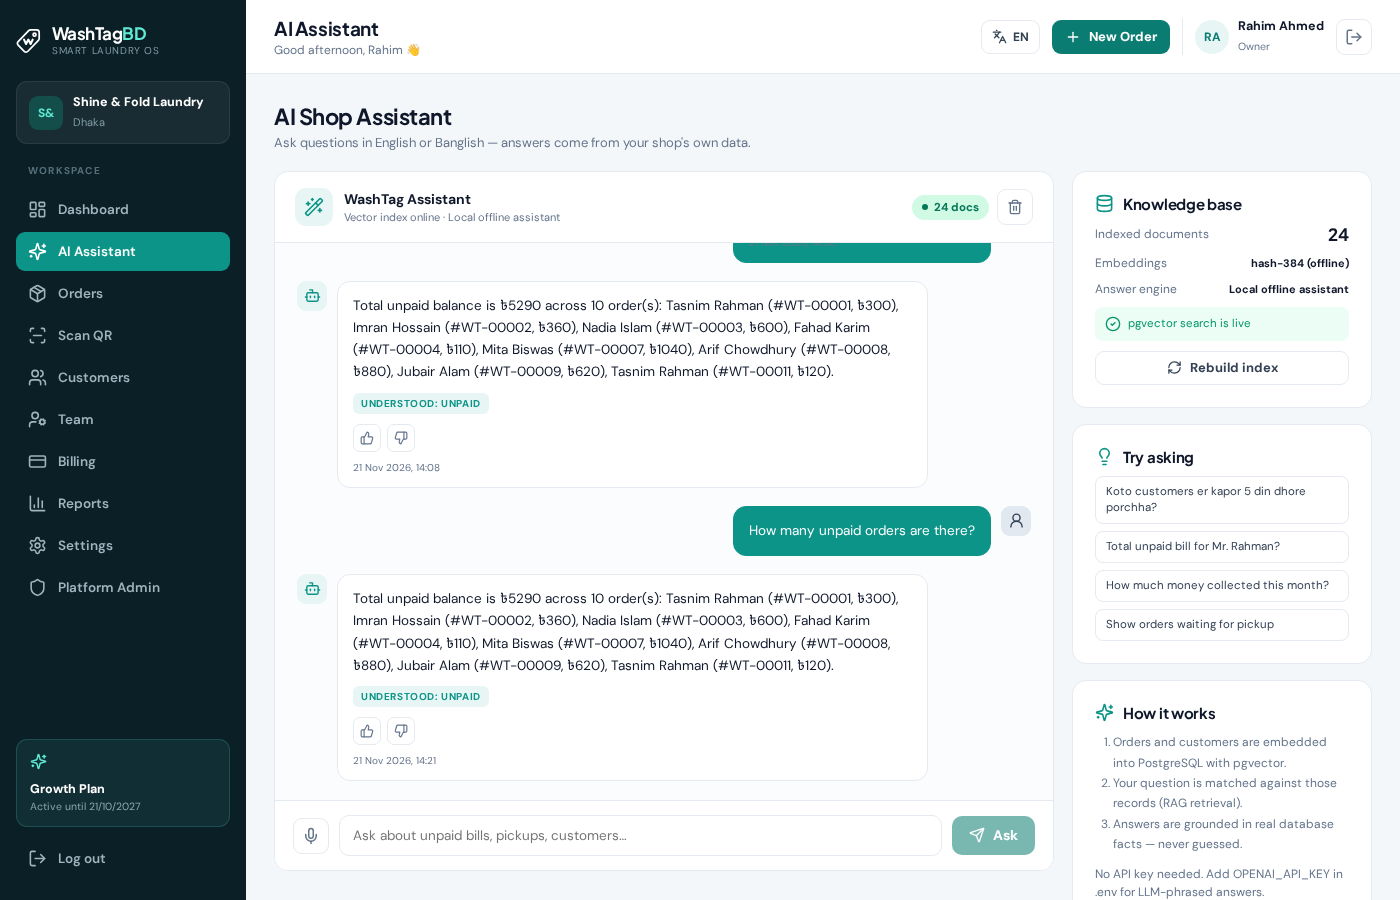 WashTagBD
SMART LAUNDRY OS
S&
Shine & Fold Laundry
Dhaka
WORKSPACE
Dashboard
AI Assistant
Orders
Scan QR
Customers
Team
Billing
Reports
Settings
Platform Admin
Growth Plan
Active until 21/10/2027
Log out
AI Assistant
Good afternoon, Rahim 👋
EN
New Order
RA
Rahim Ahmed
Owner
AI Shop Assistant
Ask questions in English or Banglish — answers come from your shop's own data.
WashTag Assistant
Vector index online · Local offline assistant
24 docs
Total unpaid balance is ৳5290 across 10 order(s): Tasnim Rahman (#WT-00001, ৳300),
Imran Hossain (#WT-00002, ৳360), Nadia Islam (#WT-00003, ৳600), Fahad Karim
(#WT-00004, ৳110), Mita Biswas (#WT-00007, ৳1040), Arif Chowdhury (#WT-00008,
৳880), Jubair Alam (#WT-00009, ৳620), Tasnim Rahman (#WT-00011, ৳120).
UNDERSTOOD: UNPAID
21 Nov 2026, 14:08
How many unpaid orders are there?
Total unpaid balance is ৳5290 across 10 order(s): Tasnim Rahman (#WT-00001, ৳300),
Imran Hossain (#WT-00002, ৳360), Nadia Islam (#WT-00003, ৳600), Fahad Karim
(#WT-00004, ৳110), Mita Biswas (#WT-00007, ৳1040), Arif Chowdhury (#WT-00008,
৳880), Jubair Alam (#WT-00009, ৳620), Tasnim Rahman (#WT-00011, ৳120).
UNDERSTOOD: UNPAID
21 Nov 2026, 14:21
Ask about unpaid bills, pickups, customers...
Ask
Knowledge base
Indexed documents 24
Embeddings hash-384 (offline)
Answer engine Local offline assistant
pgvector search is live
Rebuild index
Try asking
Koto customers er kapor 5 din dhore
porchha?
Total unpaid bill for Mr. Rahman?
How much money collected this month?
Show orders waiting for pickup
How it works
1. Orders and customers are embedded
into PostgreSQL with pgvector.
2. Your question is matched against those
records (RAG retrieval).
3. Answers are grounded in real database
facts — never guessed.
No API key needed. Add OPENAI_API_KEY in
.env for LLM-phrased answers.